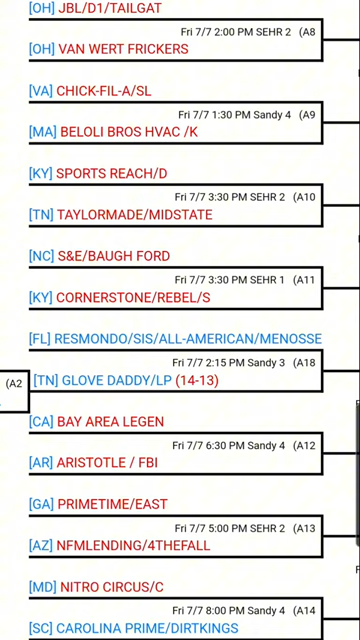 [OH] JBL/D1/TAILGAT
Fri 7/7 2:00 PM SEHR 2 (A8
[OH] VAN WERT FRICKERS
[VA] CHICK-FIL-A/SL
Fri 7/7 1:30 PM Sandy 4 (A9
[MA] BELOLI BROS HVAC /K
[KY] SPORTS REACH/D
Fri 7/7 3:30 PM SEHR 2 (A10
[TN] TAYLORMADE/MIDSTATE
[NC] S&E/BAUGH FORD
Fri 7/7 3:30 PM SEHR 1 (A11
[KY] CORNERSTONE/REBEL/S
[FL] RESMONDO/SIS/ALL-AMERICAN/MENOSSE
Fri 7/7 2:15 PM Sandy 3 (A18
(A2 [TN] GLOVE DADDY/LP (14-13)
[CA] BAY AREA LEGEN
Fri 7/7 6:30 PM Sandy 4 (A12
[AR] ARISTOTLE / FBI
[GA] PRIMETIME/EAST
Fri 7/7 5:00 PM SEHR 2 (A13
[AZ] NFMLENDING/4THEFALL
[MD] NITRO CIRCUS/C
Fri 7/7 8:00 PM Sandy 4 (A14
[SC] CAROLINA PRIME/DIRTKINGS